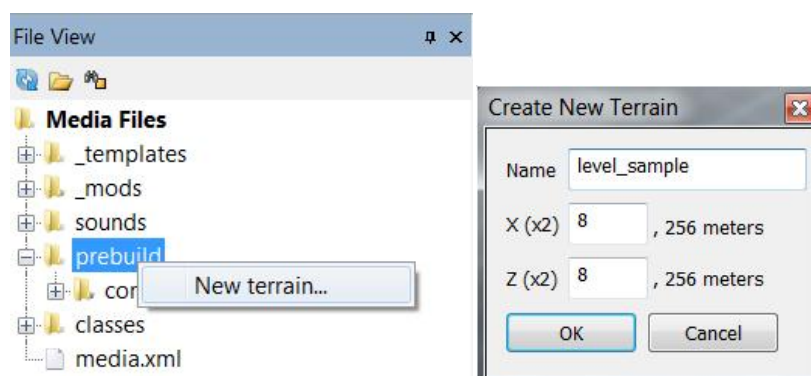 File View
Media Files
_templates
_mods
sounds
prebuild
New terrain...
classes
media.xml
Create New Terrain
Name level_sample
X (x2) 8 , 256 meters
Z (x2) 8 , 256 meters
OK Cancel